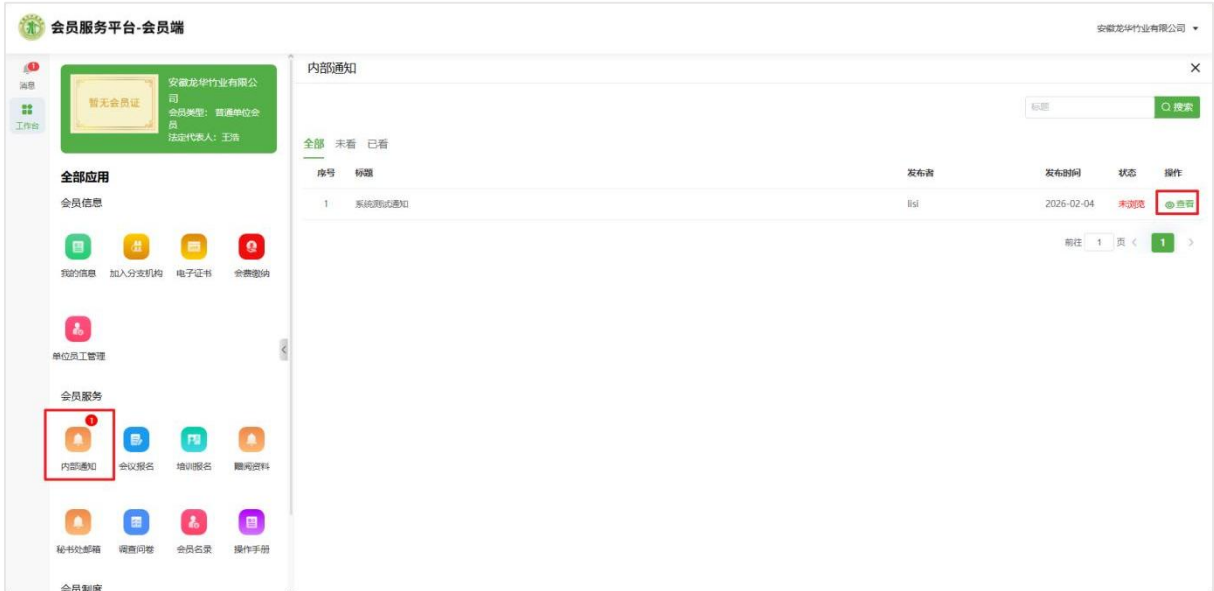 会员服务平台-会员端
安徽龙华竹业有限公司
1
消息
工作台
暂无会员证
安徽龙华竹业有限公
司
会员类型: 普通单位会
员
法定代表人: 王浩
全部应用
会员信息
我的信息 加入分支机构 电子证书 会费缴纳
单位员工管理
会员服务
1
内部通知 会议报名 培训报名 赠阅资料
秘书处邮箱 调查问卷 会员名录 操作手册
会员制度
内部通知
标题 搜索
全部 未看 已看
序号 标题 发布者 发布时间 状态 操作
1 系统测试通知 lisi 2026-02-04 未浏览 查看
前往 1 页 1